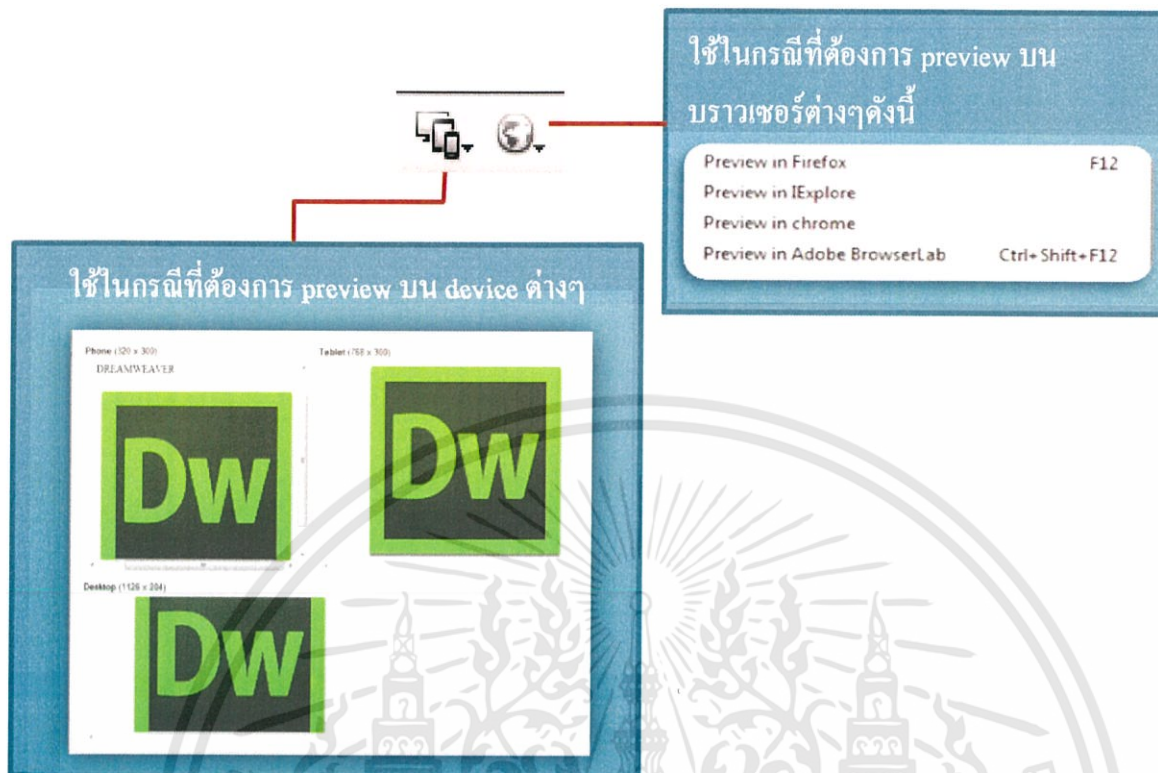 ใช้ในกรณีที่ต้องการ preview บน
บราวเซอร์ต่างๆดังนี้
Preview in Firefox F12
Preview in IExplore
Preview in chrome
Preview in Adobe BrowserLab Ctrl+Shift+F12
ใช้ในกรณีที่ต้องการ preview บน device ต่างๆ
Phone (320 x 300) Tablet (768 x 300)
DREAMWEAVER
Dw Dw
Desktop (1126 x 204)
Dw